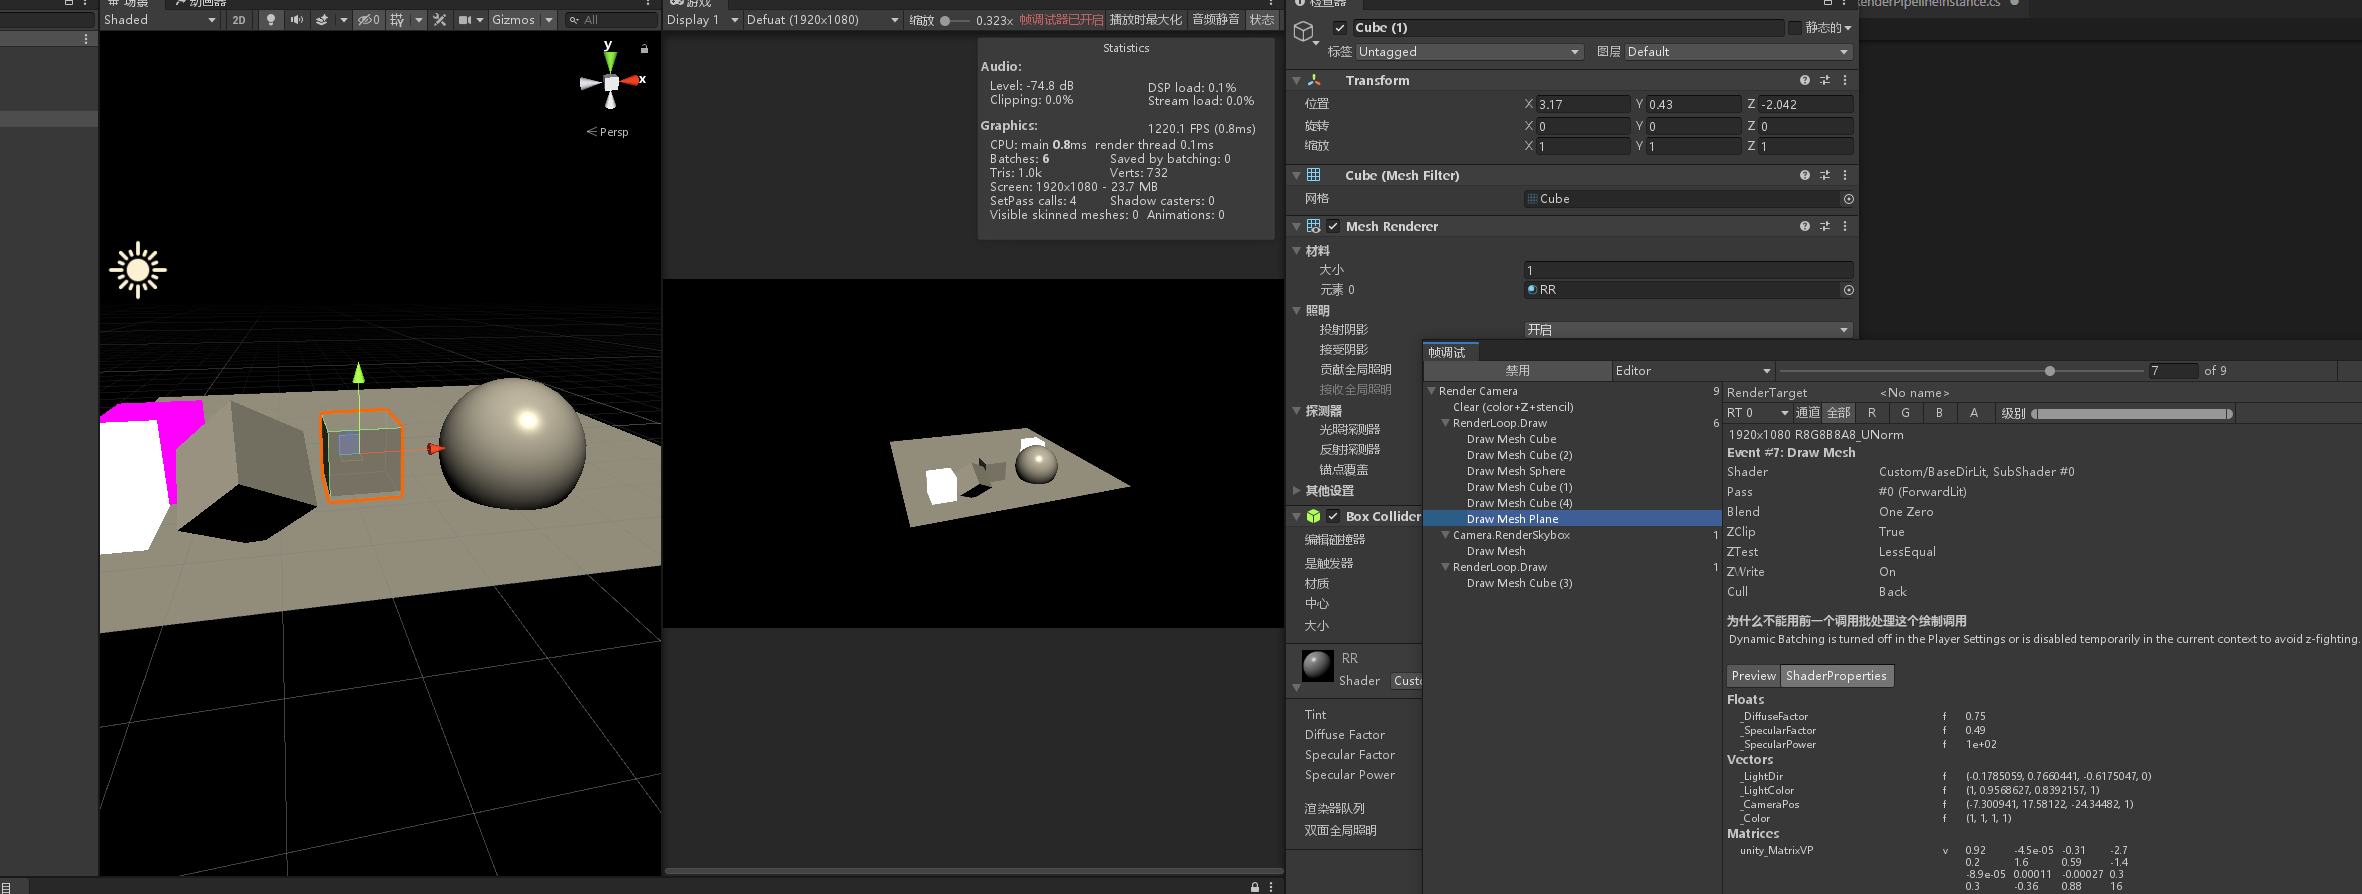 场景
动画器
Shaded
2D
0
Gizmos
All
y
x
Persp
游戏
Display 1
Defuat (1920x1080)
缩放
0.323x
帧调试器已开启
播放时最大化
音频静音
状态
Statistics
Audio:
Level: -74.8 dB
DSP load: 0.1%
Clipping: 0.0%
Stream load: 0.0%
Graphics:
1220.1 FPS (0.8ms)
CPU: main 0.8ms render thread 0.1ms
Batches: 6
Saved by batching: 0
Tris: 1.0k
Verts: 732
Screen: 1920x1080 - 23.7 MB
SetPass calls: 4
Shadow casters: 0
Visible skinned meshes: 0 Animations: 0
检查器
enderPipelineInstance.cs
Cube (1)
静态的
标签 Untagged
图层 Default
Transform
位置
X 3.17 Y 0.43 Z -2.042
旋转
X 0 Y 0 Z 0
缩放
X 1 Y 1 Z 1
Cube (Mesh Filter)
网格
Cube
Mesh Renderer
材料
大小
1
元素 0
RR
照明
投射阴影
开启
接受阴影
贡献全局照明
接收全局照明
探测器
光照探测器
反射探测器
锚点覆盖
其他设置
Box Collider
编辑碰撞器
是触发器
材质
中心
大小
RR
Shader Custo
Tint
Diffuse Factor
Specular Factor
Specular Power
渲染器队列
双面全局照明
帧调试
禁用
Editor
7 of 9
Render Camera 9
Clear (color+Z+stencil)
RenderLoop.Draw 6
Draw Mesh Cube
Draw Mesh Cube (2)
Draw Mesh Sphere
Draw Mesh Cube (1)
Draw Mesh Cube (4)
Draw Mesh Plane
Camera.RenderSkybox 1
Draw Mesh
RenderLoop.Draw 1
Draw Mesh Cube (3)
RenderTarget <No name>
RT 0 通道 全部 R G B A 级别
1920x1080 R8G8B8A8_UNorm
Event #7: Draw Mesh
Shader Custom/BaseDirLit, SubShader #0
Pass #0 (ForwardLit)
Blend One Zero
ZClip True
ZTest LessEqual
ZWrite On
Cull Back
为什么不能用前一个调用批处理这个绘制调用
Dynamic Batching is turned off in the Player Settings or is disabled temporarily in the current context to avoid z-fighting.
Preview ShaderProperties
Floats
_DiffuseFactor f 0.75
_SpecularFactor f 0.49
_SpecularPower f 1e+02
Vectors
_LightDir f (-0.1785059, 0.7660441, -0.6175047, 0)
_LightColor f (1, 0.9568627, 0.8392157, 1)
_CameraPos f (-7.300941, 17.58122, -24.34482, 1)
_Color f (1, 1, 1, 1)
Matrices
unity_MatrixVP v 0.92 -4.5e-05 -0.31 -2.7
0.2 1.6 0.59 -1.4
-8.9e-05 0.00011 -0.00027 0.3
0.3 -0.36 0.88 16
目